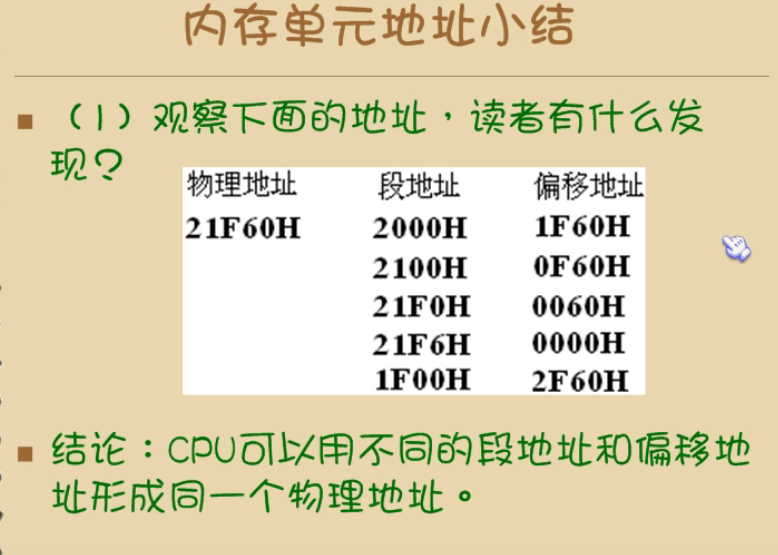 内存单元地址小结
（1）观察下面的地址，读者有什么发
现？
物理地址 段地址 偏移地址
21F60H 2000H 1F60H
2100H 0F60H
21F0H 0060H
21F6H 0000H
1F00H 2F60H
结论：CPU可以用不同的段地址和偏移地
址形成同一个物理地址。